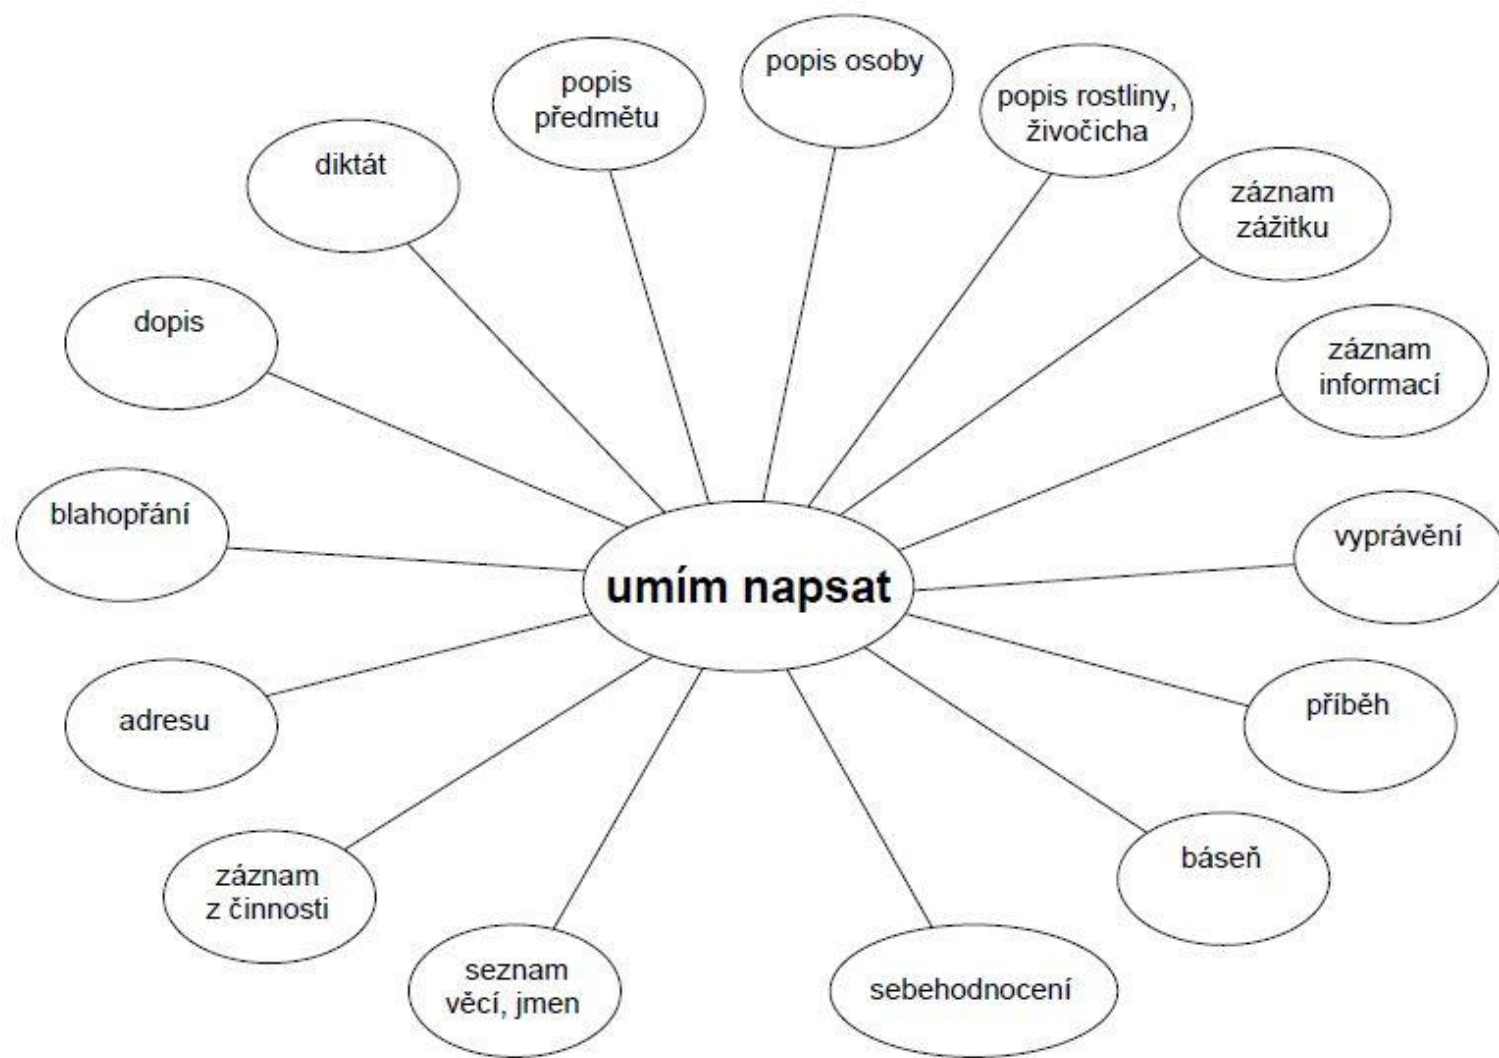 popis osoby
popis
předmětu
popis rostliny,
živočicha
diktát
záznam
zážitku
dopis
záznam
informací
blahopřání
vyprávění
umím napsat
adresu
příběh
záznam
z činnosti
báseň
seznam
věcí, jmen
sebehodnocení